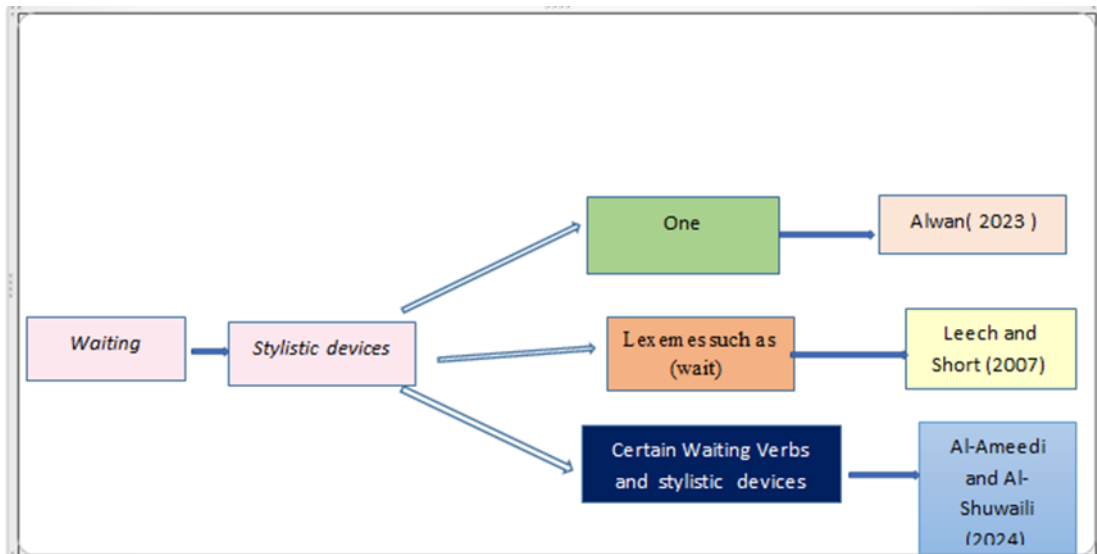 One
Alwan( 2023 )
Waiting
Stylistic devices
Lexemes such as
(wait)
Leech and
Short (2007)
Certain Waiting Verbs
and stylistic devices
Al-Ameedi
and Al-
Shuwaili
(2024)